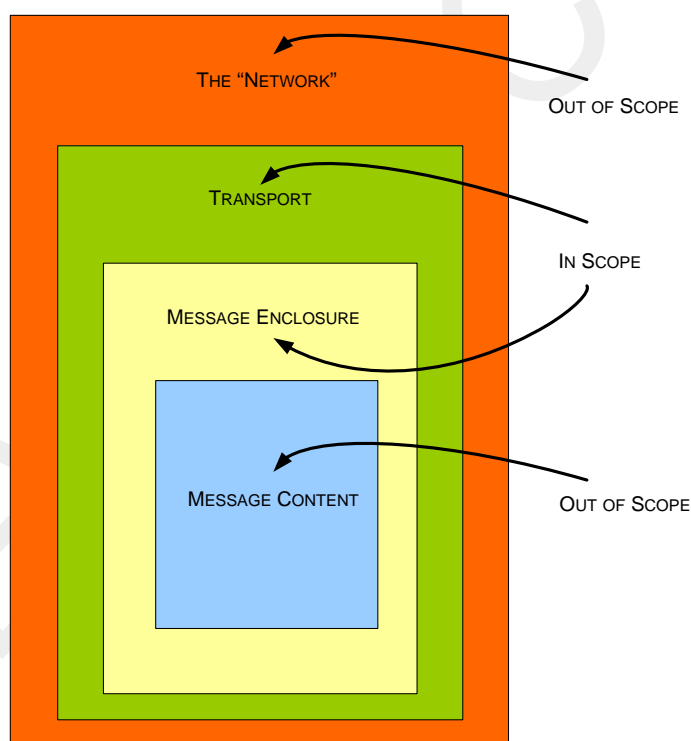 The "Network"
Out of Scope
Transport
In Scope
Message Enclosure
Message Content
Out of Scope